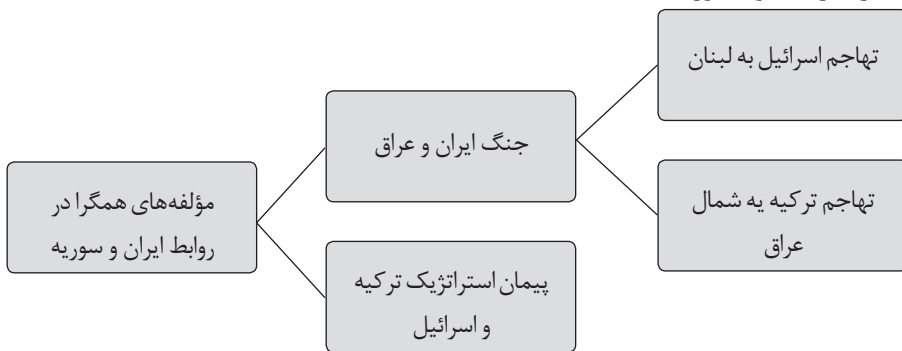 تهاجم اسرائیل به لبنان
جنگ ایران و عراق
تهاجم ترکیه یه شمال
عراق
مؤلفه‌های همگرا در
روابط ایران و سوریه
پیمان استراتژیک ترکیه
و اسرائیل